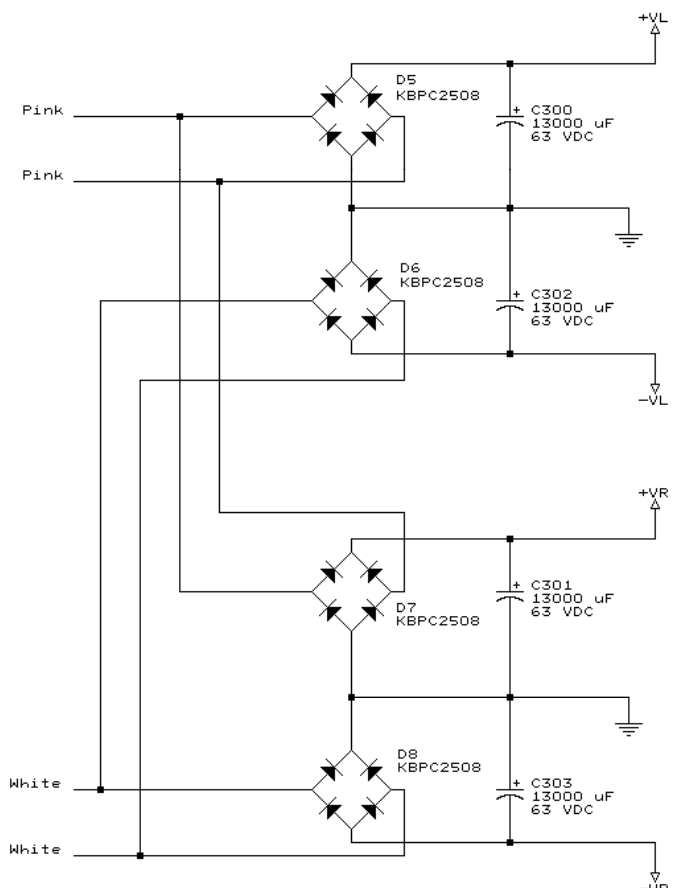 +VL
D5
KBPC2508
Pink
+ C300
13000 uF
63 VDC
Pink
D6
KBPC2508
+ C302
13000 uF
63 VDC
-VL
+VR
+ C301
13000 uF
63 VDC
D7
KBPC2508
D8
KBPC2508
White
+ C303
13000 uF
63 VDC
White
-VR